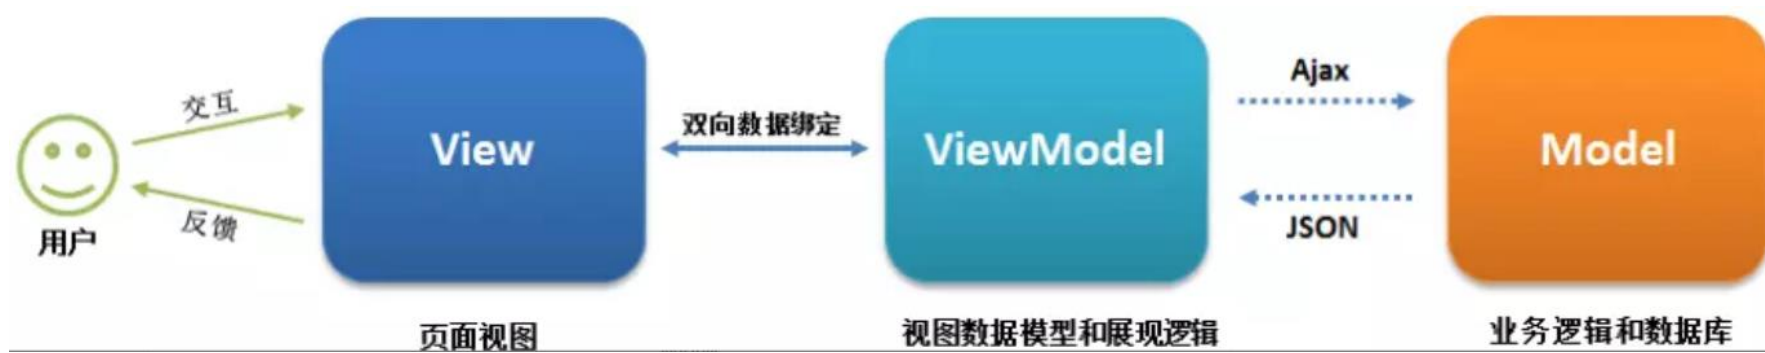 交互
反馈
用户
View
页面视图
双向数据绑定
ViewModel
视图数据模型和展现逻辑
Ajax
JSON
Model
业务逻辑和数据库